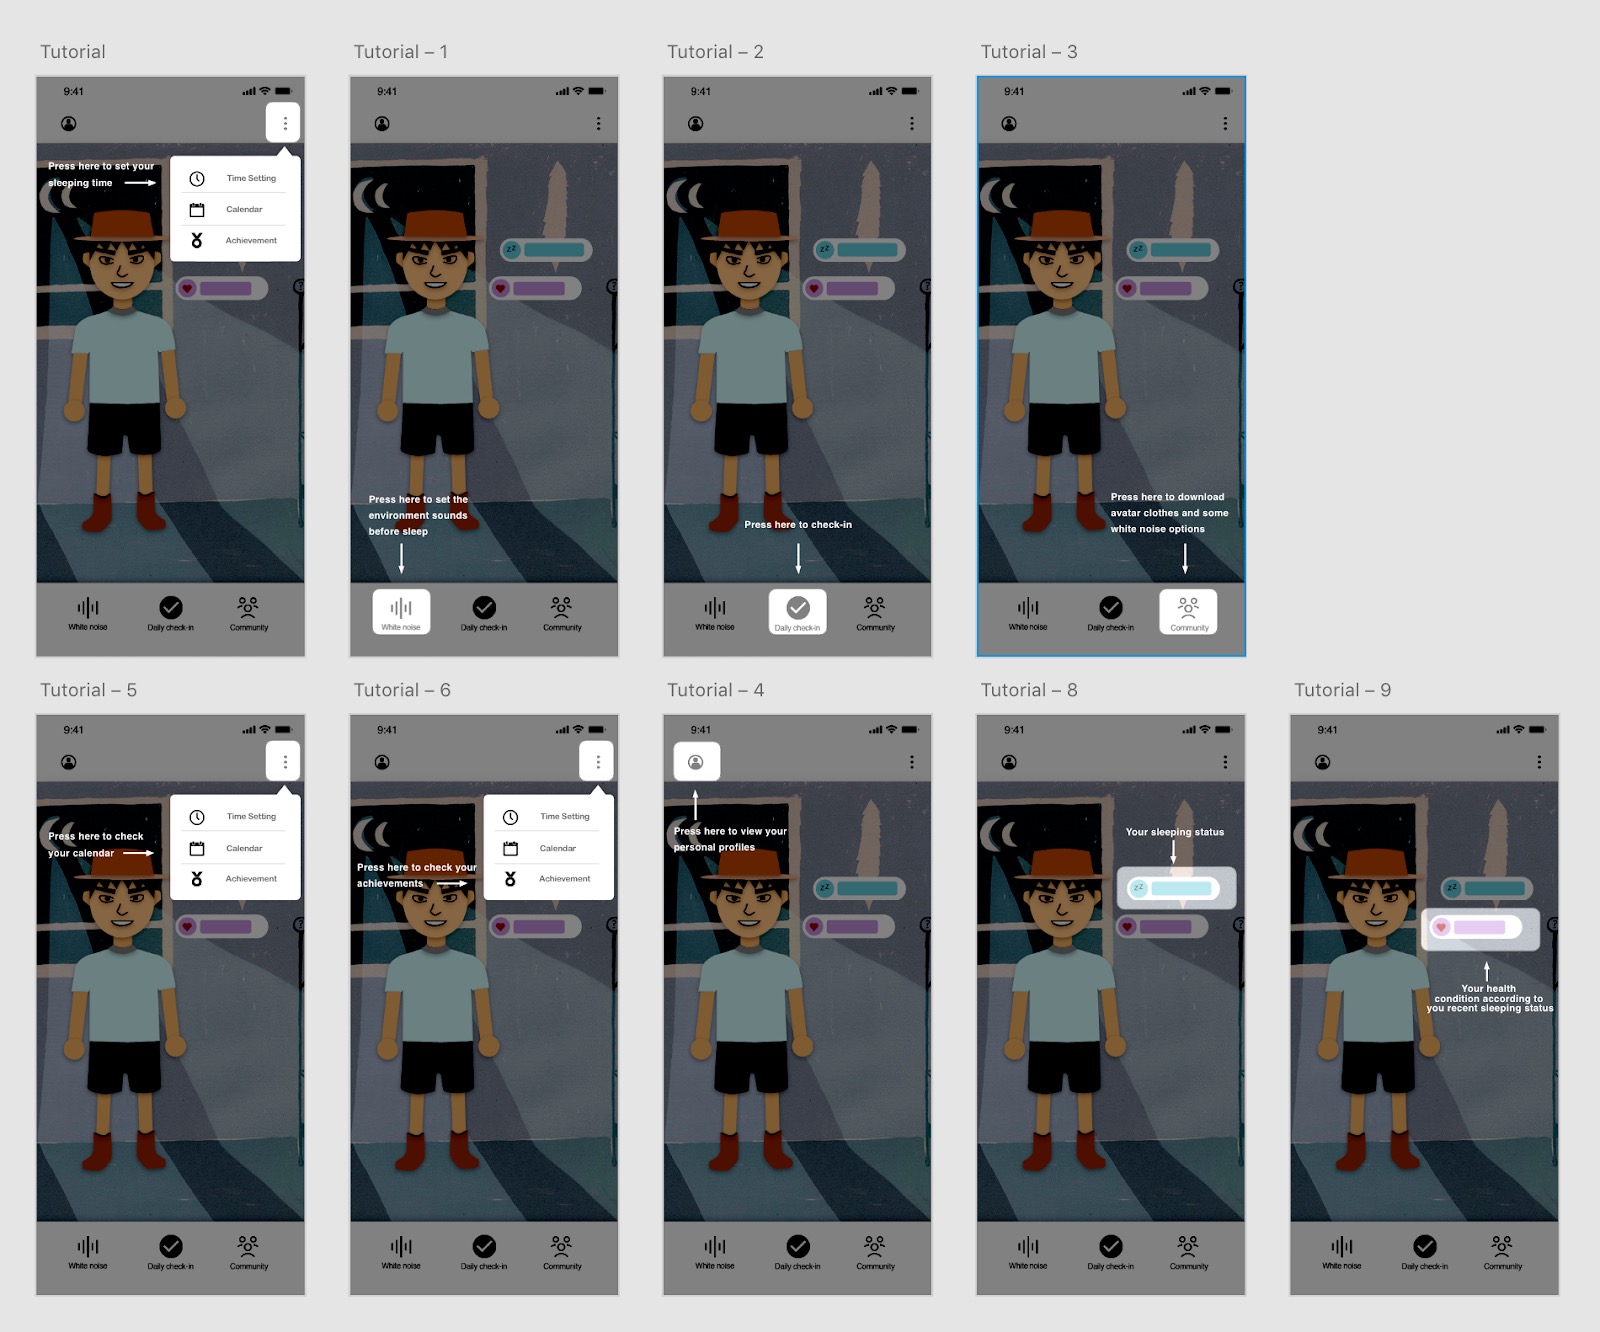 Tutorial
9:41
Press here to set your
sleeping time
Time Setting
Calendar
Achievement
White noise
Daily check-in
Community
Tutorial – 1
9:41
zZ
Press here to set the
environment sounds
before sleep
White noise
Daily check-in
Community
Tutorial – 2
9:41
zZ
Press here to check-in
White noise
Daily check-in
Community
Tutorial – 3
9:41
zZ
Press here to download
avatar clothes and some
white noise options
White noise
Daily check-in
Community
Tutorial – 5
9:41
Press here to check
your calendar
Time Setting
Calendar
Achievement
White noise
Daily check-in
Community
Tutorial – 6
9:41
Press here to check your
achievements
Time Setting
Calendar
Achievement
White noise
Daily check-in
Community
Tutorial – 4
9:41
Press here to view your
personal profiles
zZ
White noise
Daily check-in
Community
Tutorial – 8
9:41
Your sleeping status
zZ
White noise
Daily check-in
Community
Tutorial – 9
9:41
zZ
Your health
condition according to
you recent sleeping status
White noise
Daily check-in
Community